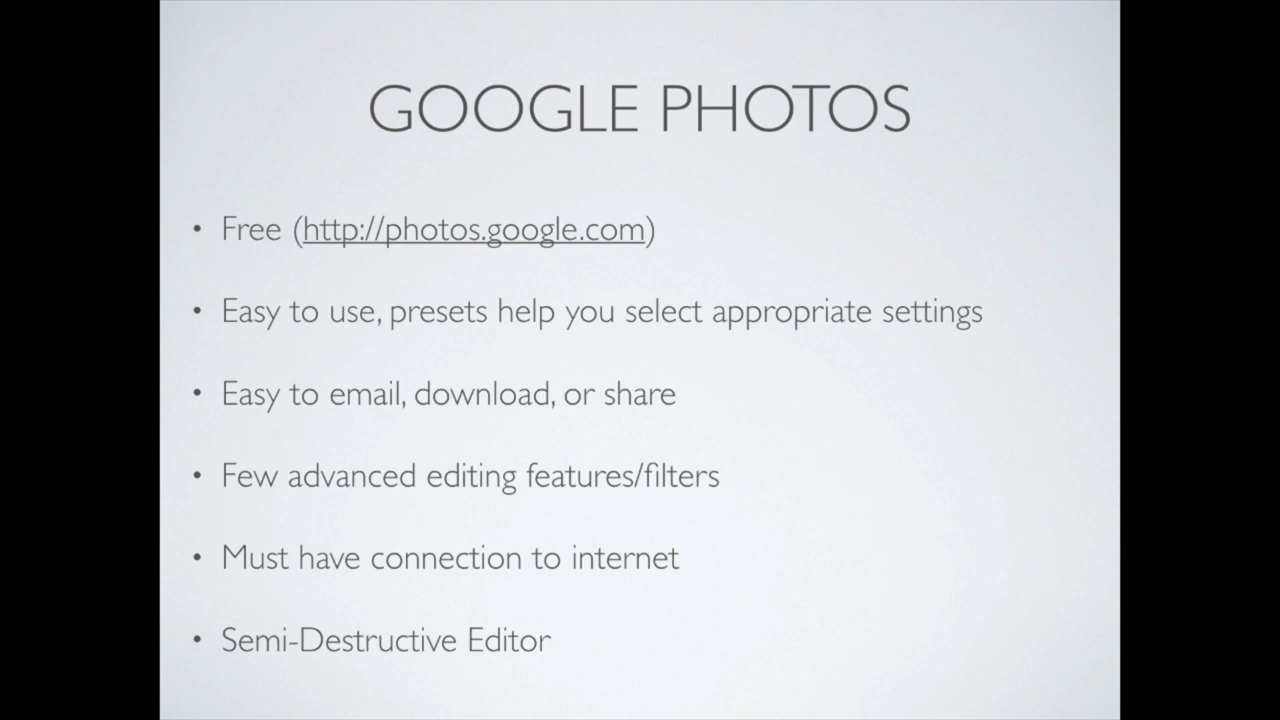 GOOGLE PHOTOS
• Free (http://photos.google.com)
• Easy to use, presets help you select appropriate settings
• Easy to email, download, or share
• Few advanced editing features/filters
• Must have connection to internet
• Semi-Destructive Editor